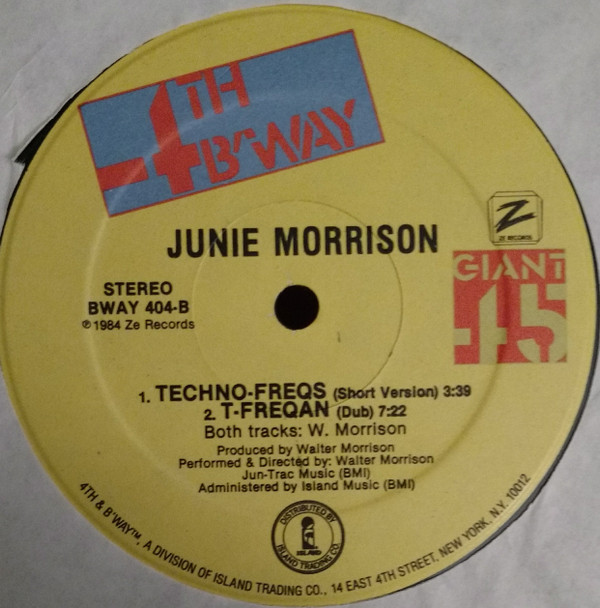 4TH
B'WAY
JUNIE MORRISON
Z
ZE RECORDS
GIANT
45
STEREO
BWAY 404-B
℗1984 Ze Records
1. TECHNO-FREQS (Short Version) 3:39
2. T-FREQAN (Dub) 7:22
Both tracks: W. Morrison
Produced by Walter Morrison
Performed & Directed by: Walter Morrison
Jun-Trac Music (BMI)
Administered by Island Music (BMI)
DISTRIBUTED BY
ISLAND
ISLAND TRADING CO.
4TH & B'WAY™, A DIVISION OF ISLAND TRADING CO., 14 EAST 4TH STREET, NEW YORK, N.Y. 10012